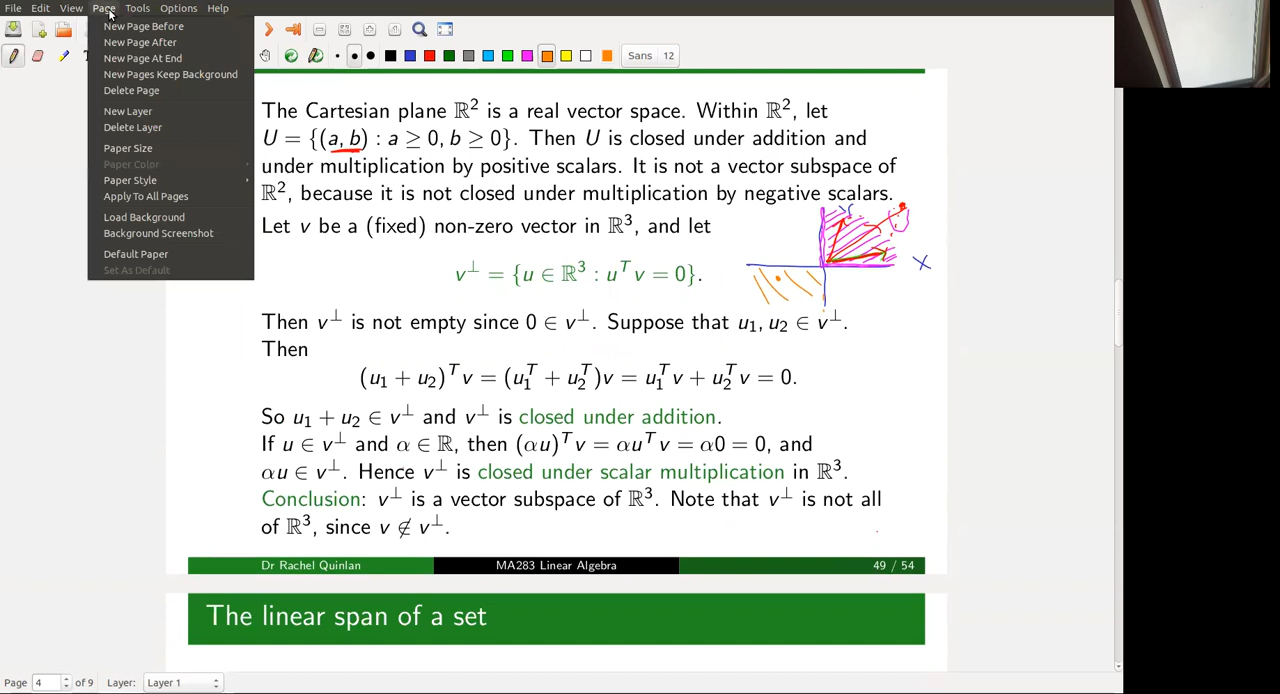 File Edit View Page Tools Options Help
New Page Before
New Page After
New Page At End
New Pages Keep Background
Delete Page
New Layer
Delete Layer
Paper Size
Paper Color
Paper Style
Apply To All Pages
Load Background
Background Screenshot
Default Paper
Set As Default
Sans 12
The Cartesian plane ℝ² is a real vector space. Within ℝ², let
U = {(a, b) : a ≥ 0, b ≥ 0}. Then U is closed under addition and
under multiplication by positive scalars. It is not a vector subspace of
ℝ², because it is not closed under multiplication by negative scalars.
Let v be a (fixed) non-zero vector in ℝ³, and let
v⊥ = {u ∈ ℝ³ : uᵀv = 0}.
X
Then v⊥ is not empty since 0 ∈ v⊥. Suppose that u₁, u₂ ∈ v⊥.
Then
(u₁ + u₂)ᵀv = (u₁ᵀ + u₂ᵀ)v = u₁ᵀv + u₂ᵀv = 0.
So u₁ + u₂ ∈ v⊥ and v⊥ is closed under addition.
If u ∈ v⊥ and α ∈ ℝ, then (αu)ᵀv = αuᵀv = α0 = 0, and
αu ∈ v⊥. Hence v⊥ is closed under scalar multiplication in ℝ³.
Conclusion: v⊥ is a vector subspace of ℝ³. Note that v⊥ is not all
of ℝ³, since v ∉ v⊥.
Dr Rachel Quinlan MA283 Linear Algebra 49 / 54
The linear span of a set
Page 4 of 9 Layer: Layer 1